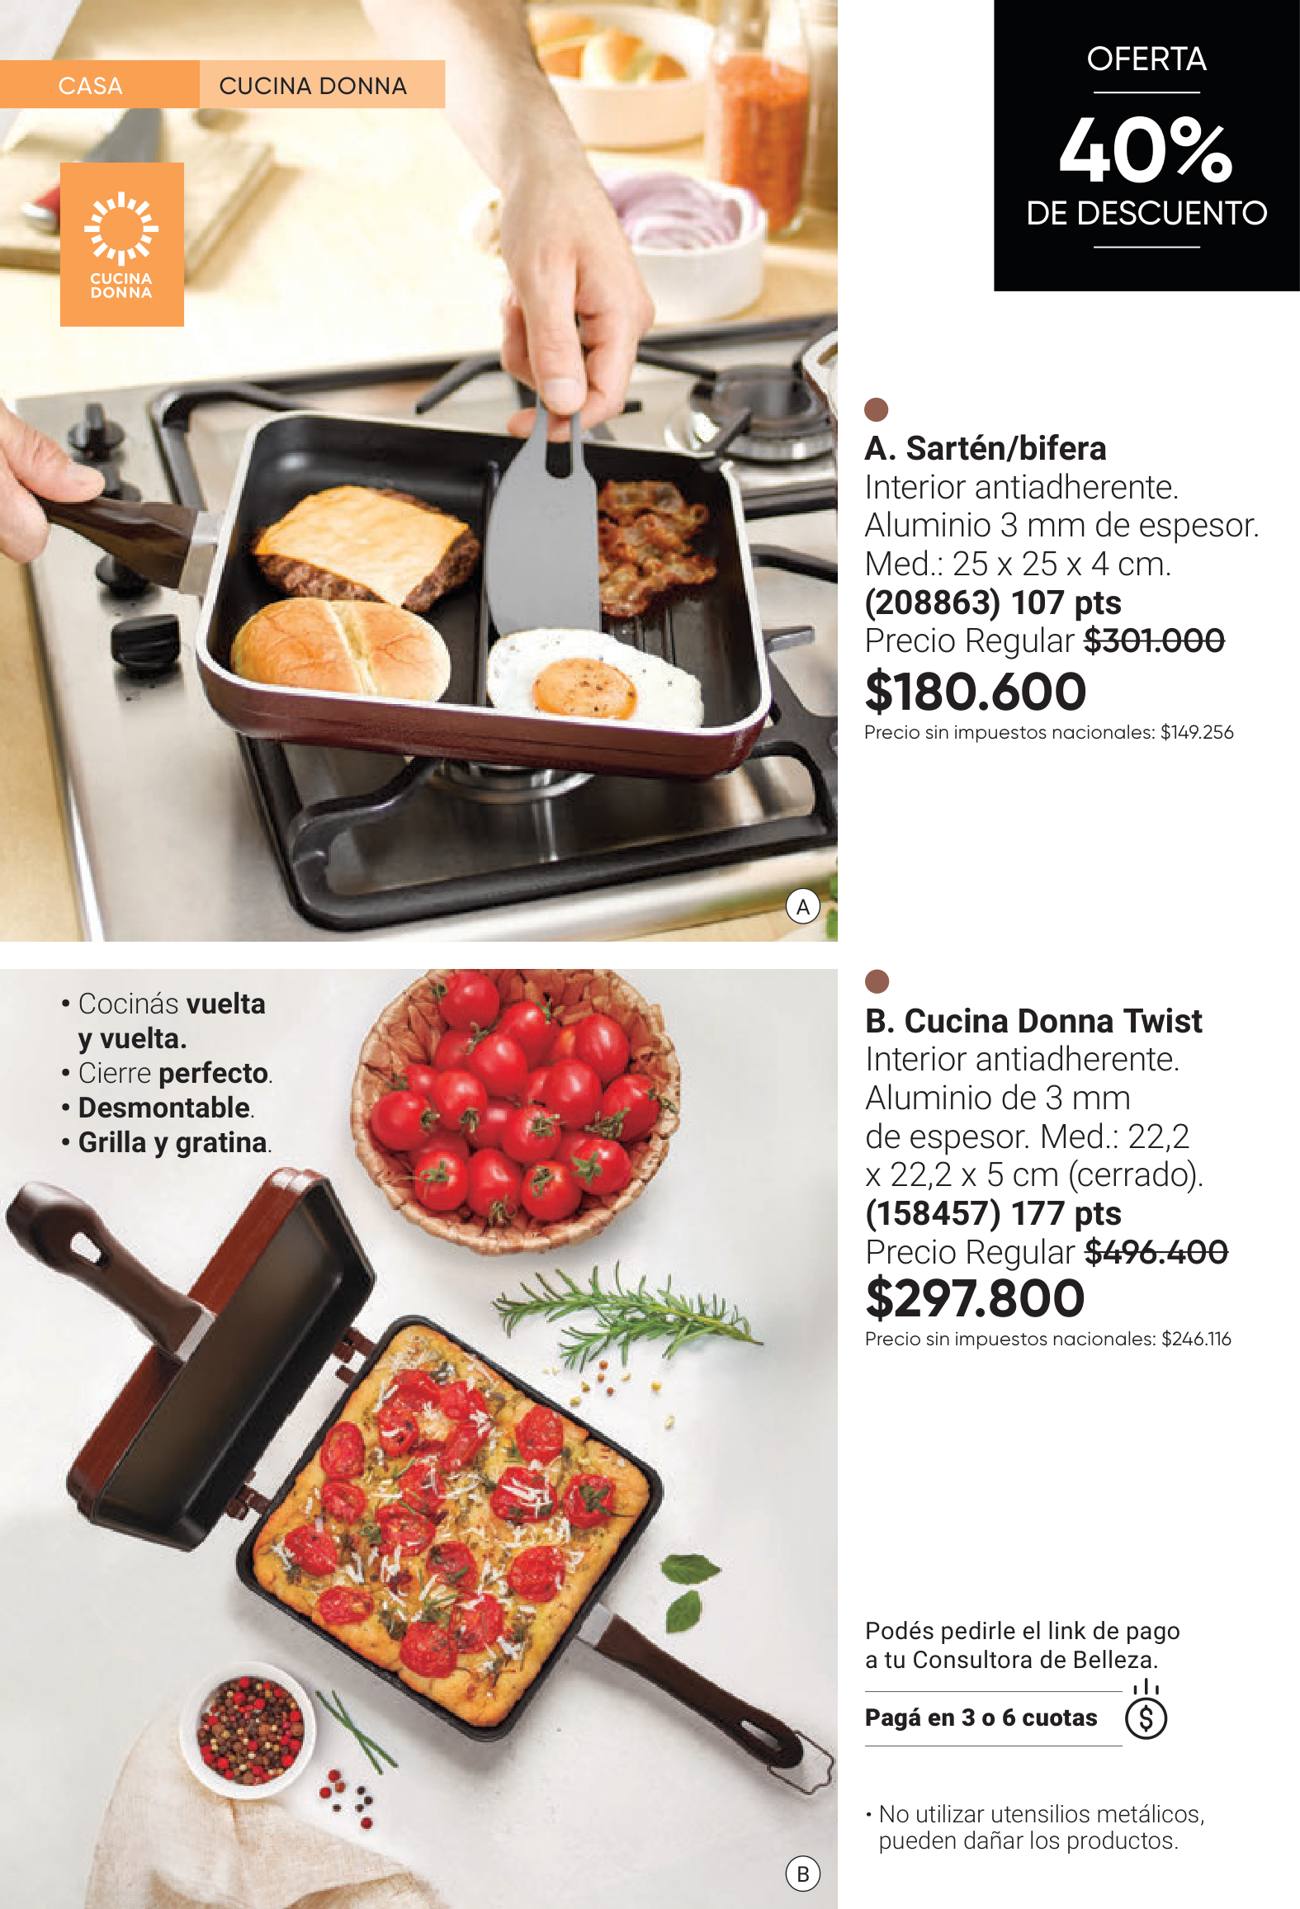 CASA
CUCINA DONNA
CUCINA
DONNA
OFERTA
40%
DE DESCUENTO
A. Sartén/bifera
Interior antiadherente.
Aluminio 3 mm de espesor.
Med.: 25 x 25 x 4 cm.
(208863) 107 pts
Precio Regular $301.000
$180.600
Precio sin impuestos nacionales: $149.256
A
• Cocinás vuelta
y vuelta.
• Cierre perfecto.
• Desmontable.
• Grilla y gratina.
B. Cucina Donna Twist
Interior antiadherente.
Aluminio de 3 mm
de espesor. Med.: 22,2
x 22,2 x 5 cm (cerrado).
(158457) 177 pts
Precio Regular $496.400
$297.800
Precio sin impuestos nacionales: $246.116
Podés pedirle el link de pago
a tu Consultora de Belleza.
Pagá en 3 o 6 cuotas
$
• No utilizar utensilios metálicos,
pueden dañar los productos.
B